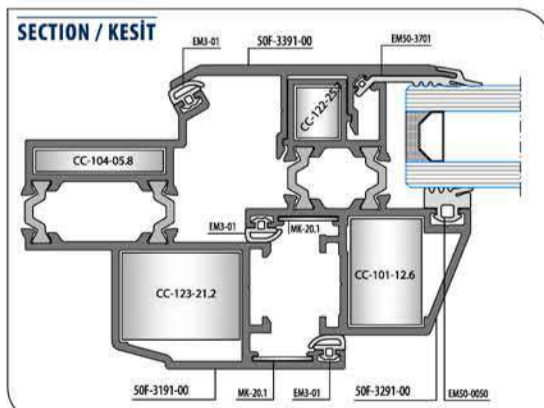 SECTION / KESİT
EM3-01
50F-3391-00
EM50-3701
CC-122-25.2
CC-104-05.8
EM3-01
MK-20.1
CC-123-21.2
CC-101-12.6
50F-3191-00
MK-20.1
EM3-01
50F-3291-00
EM50-0050